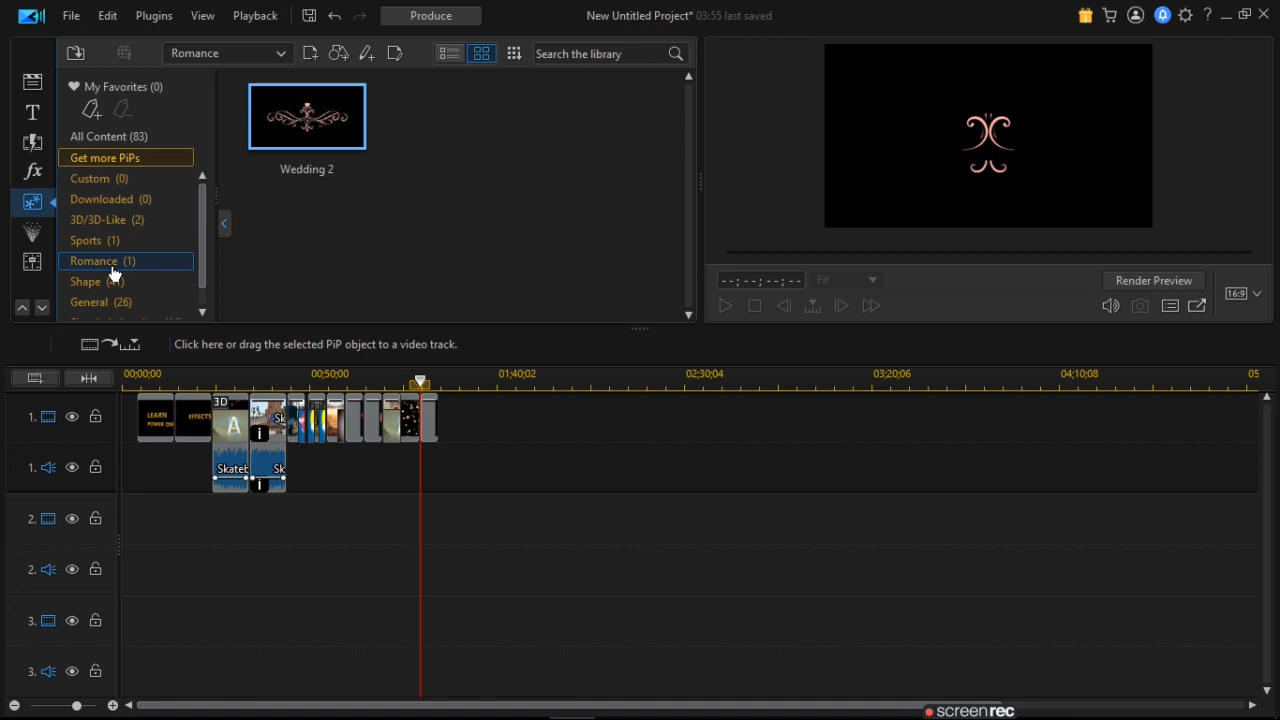 File Edit Plugins View Playback Produce New Untitled Project* 03:55 last saved
Romance Search the library
My Favorites (0)
All Content (83)
Get more PiPs
Custom (0)
Downloaded (0)
3D/3D-Like (2)
Sports (1)
Romance (1)
Shape
General (26)
Wedding 2
--;--;--;-- Fit Render Preview
16:9
Click here or drag the selected PiP object to a video track.
00;00;00 00;50;00 01;40;02 02;30;04 03;20;06 04;10;08 05
1. LEARN EFFECTS 3D A Sk i
POWER
1. Skateb Sk i
2.
2.
3.
3.
screenrec